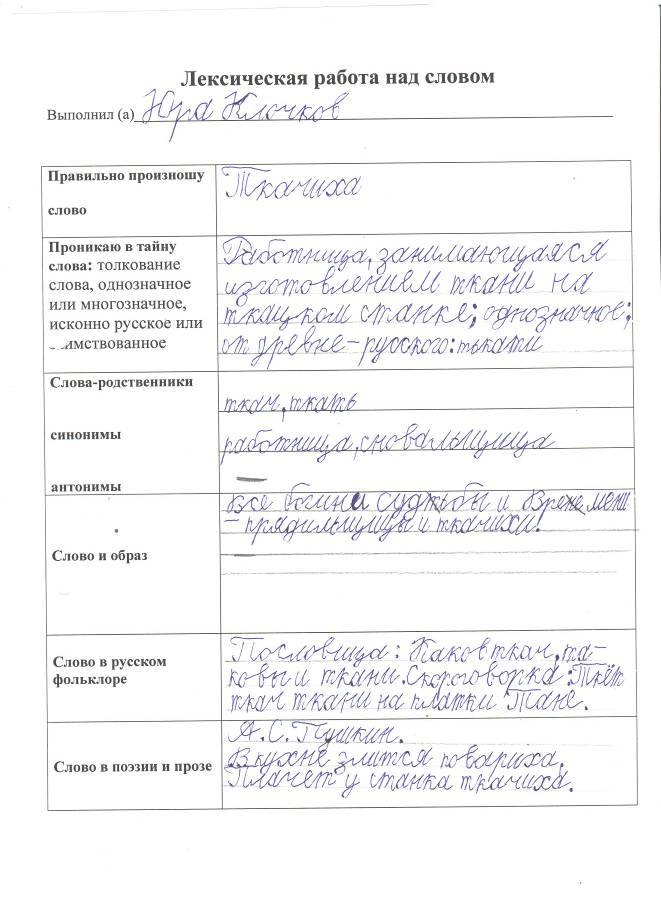 Лексическая работа над словом
Выполнил (а) Юра Клочков
Правильно произношу
слово
Ткачиха
Проникаю в тайну
слова: толкование
слова, однозначное
или многозначное,
исконно русское или
имствованное
Работница, занимающаяся
изготовлением ткани на
ткацком станке; однозначное;
от древне-русского: тъкати
Слова-родственники
ткач, ткать
синонимы
работница, сновальщица
антонимы
—
Слово и образ
Все богини судьбы и Времени
- прядильщицы и ткачихи!
Слово в русском
фольклоре
Пословица: Каков ткач, та-
ковы и ткани. Скороговорка: Ткёт
ткач ткани на платки Тане.
Слово в поэзии и прозе
А.С.Пушкин.
В кухне злится повариха.
Плачет у станка ткачиха.